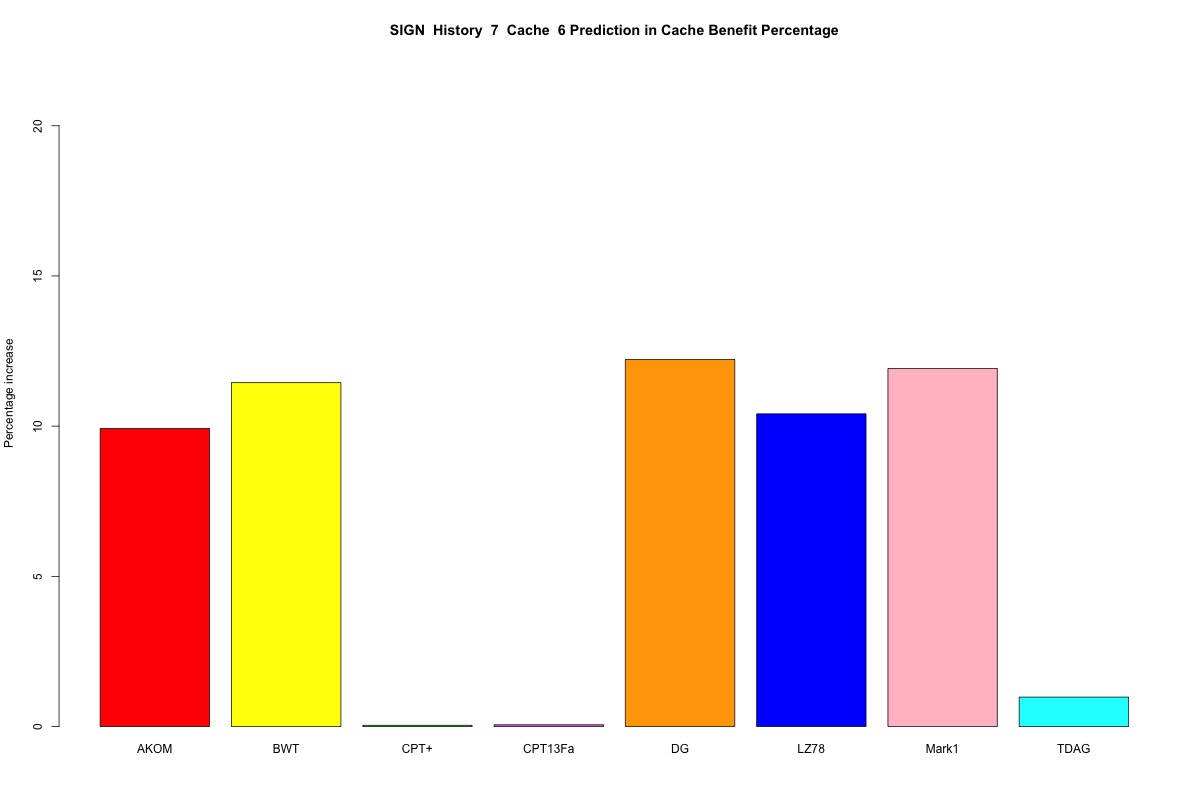 SIGN  History  7  Cache  6 Prediction in Cache Benefit Percentage
Percentage increase
20
15
10
5
0
AKOM BWT CPT+ CPT13Fa DG LZ78 Mark1 TDAG